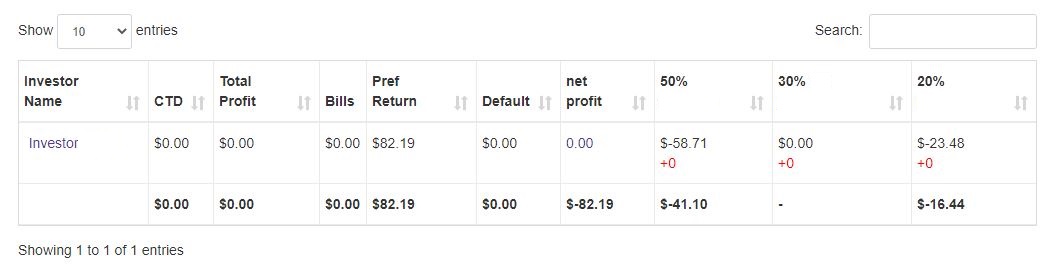 Show 10 entries Search:
Investor Name CTD Total Profit Bills Pref Return Default net profit 50% 30% 20%
Investor $0.00 $0.00 $0.00 $82.19 $0.00 0.00 $-58.71 $0.00 $-23.48
+0 +0 +0
$0.00 $0.00 $0.00 $82.19 $0.00 $-82.19 $-41.10 - $-16.44
Showing 1 to 1 of 1 entries